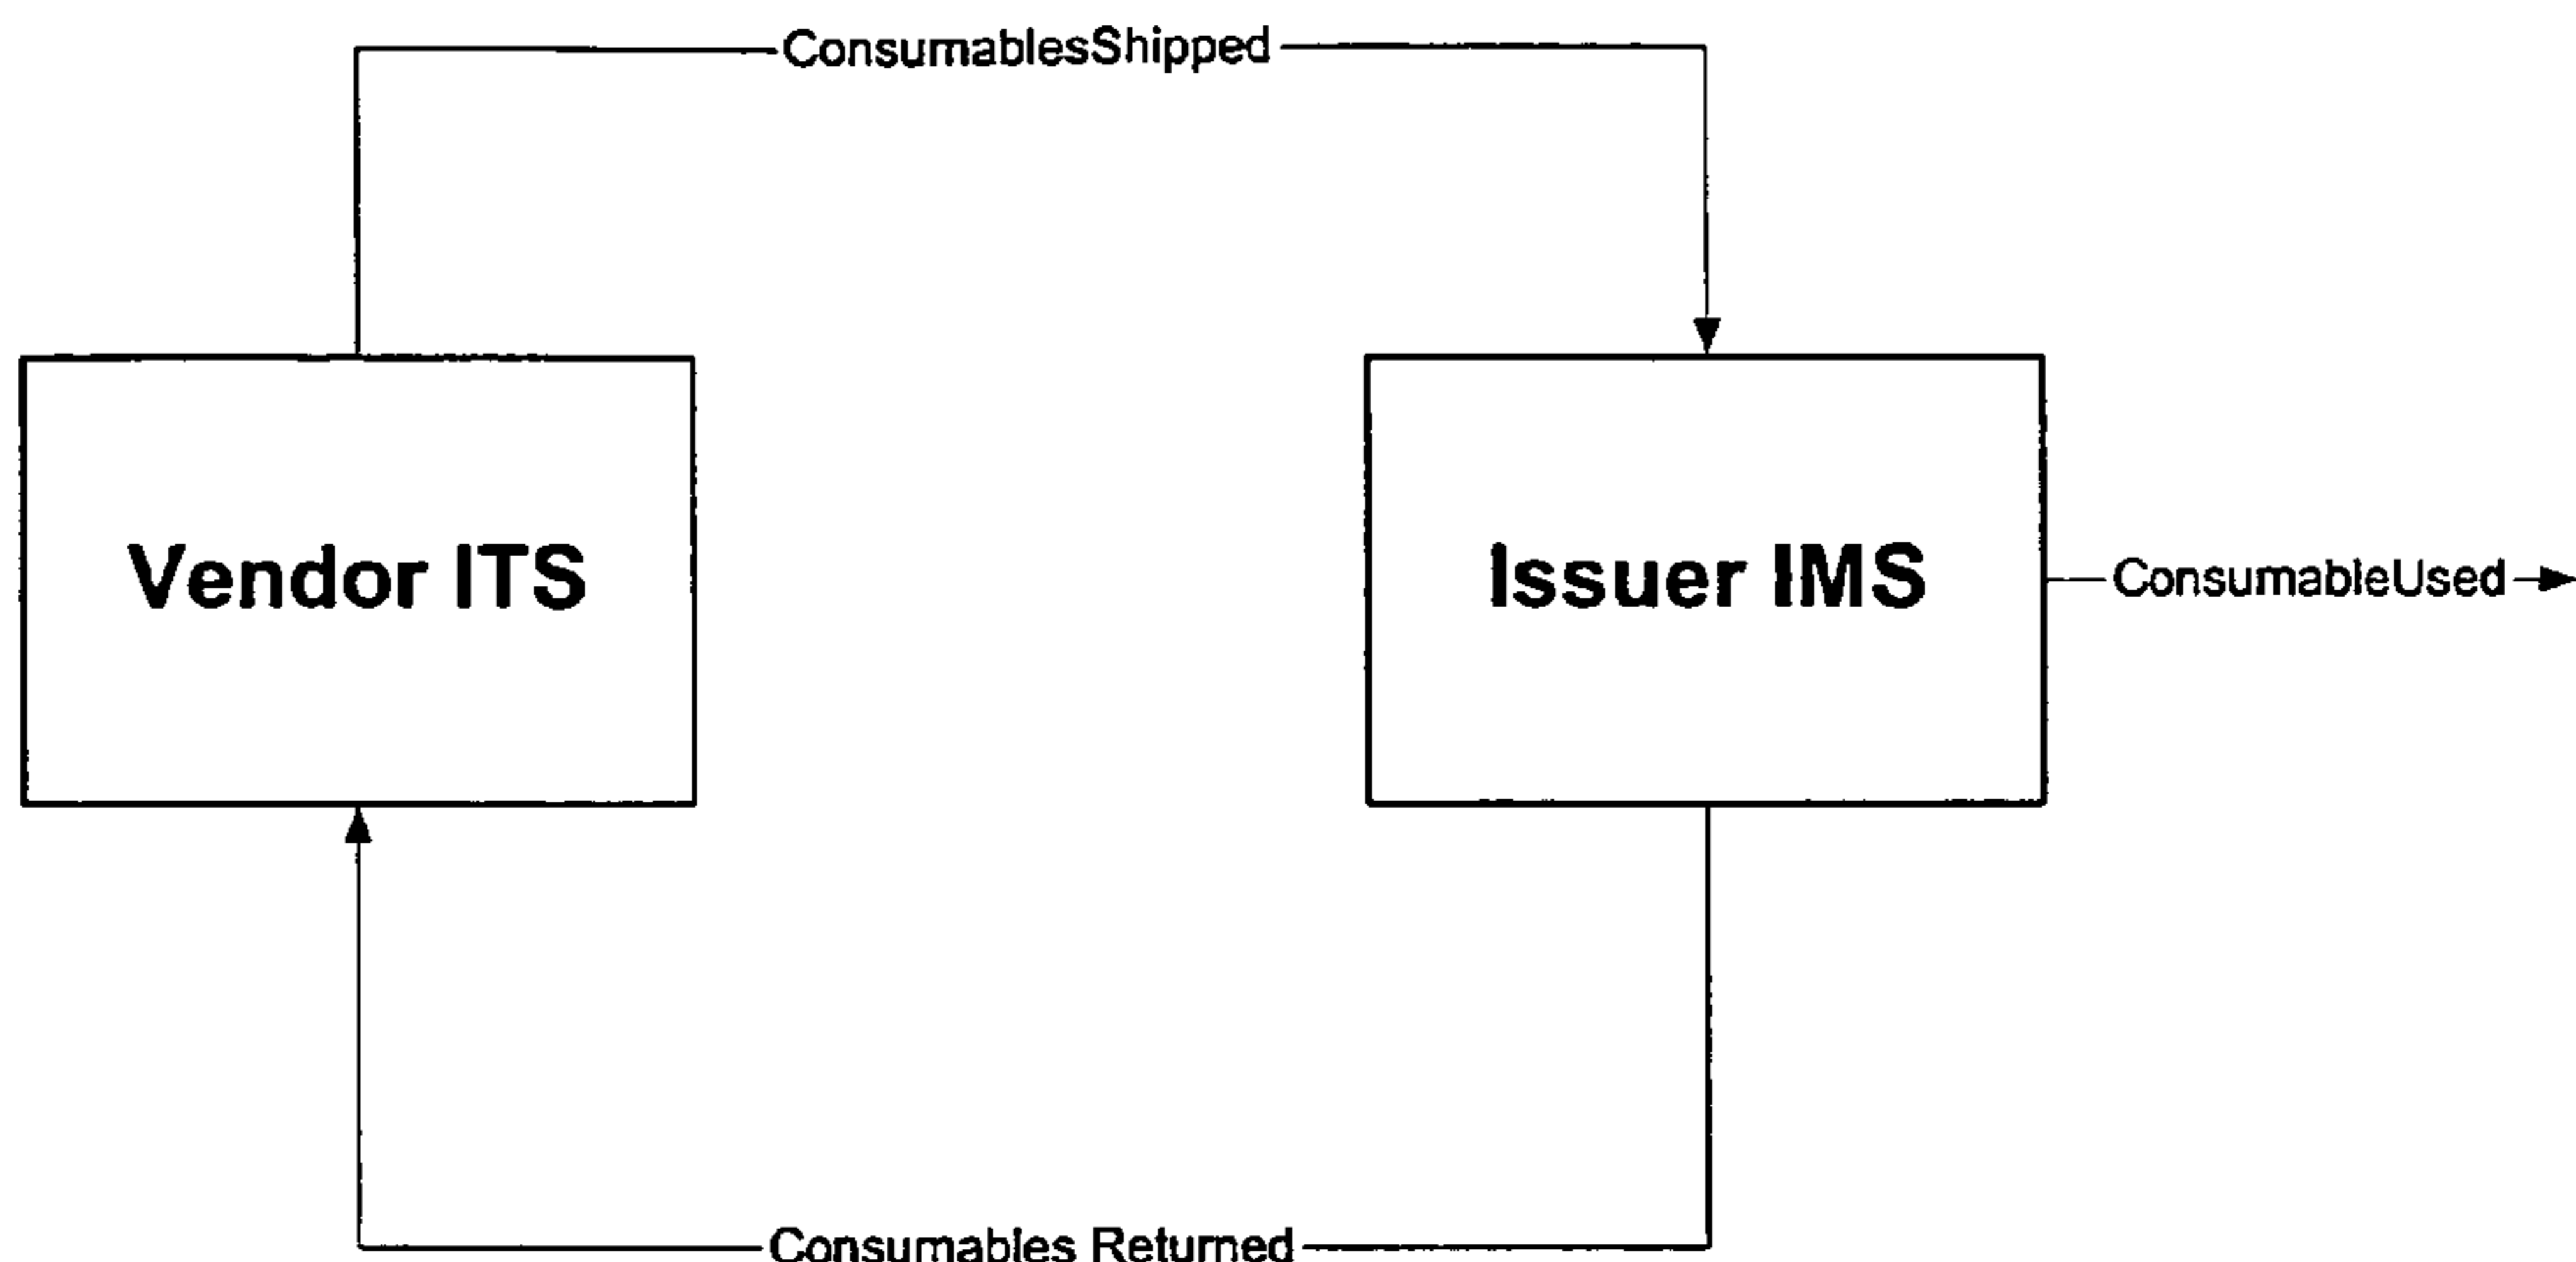 ConsumablesShipped
Vendor ITS
Issuer IMS
ConsumableUsed
Consumables Returned